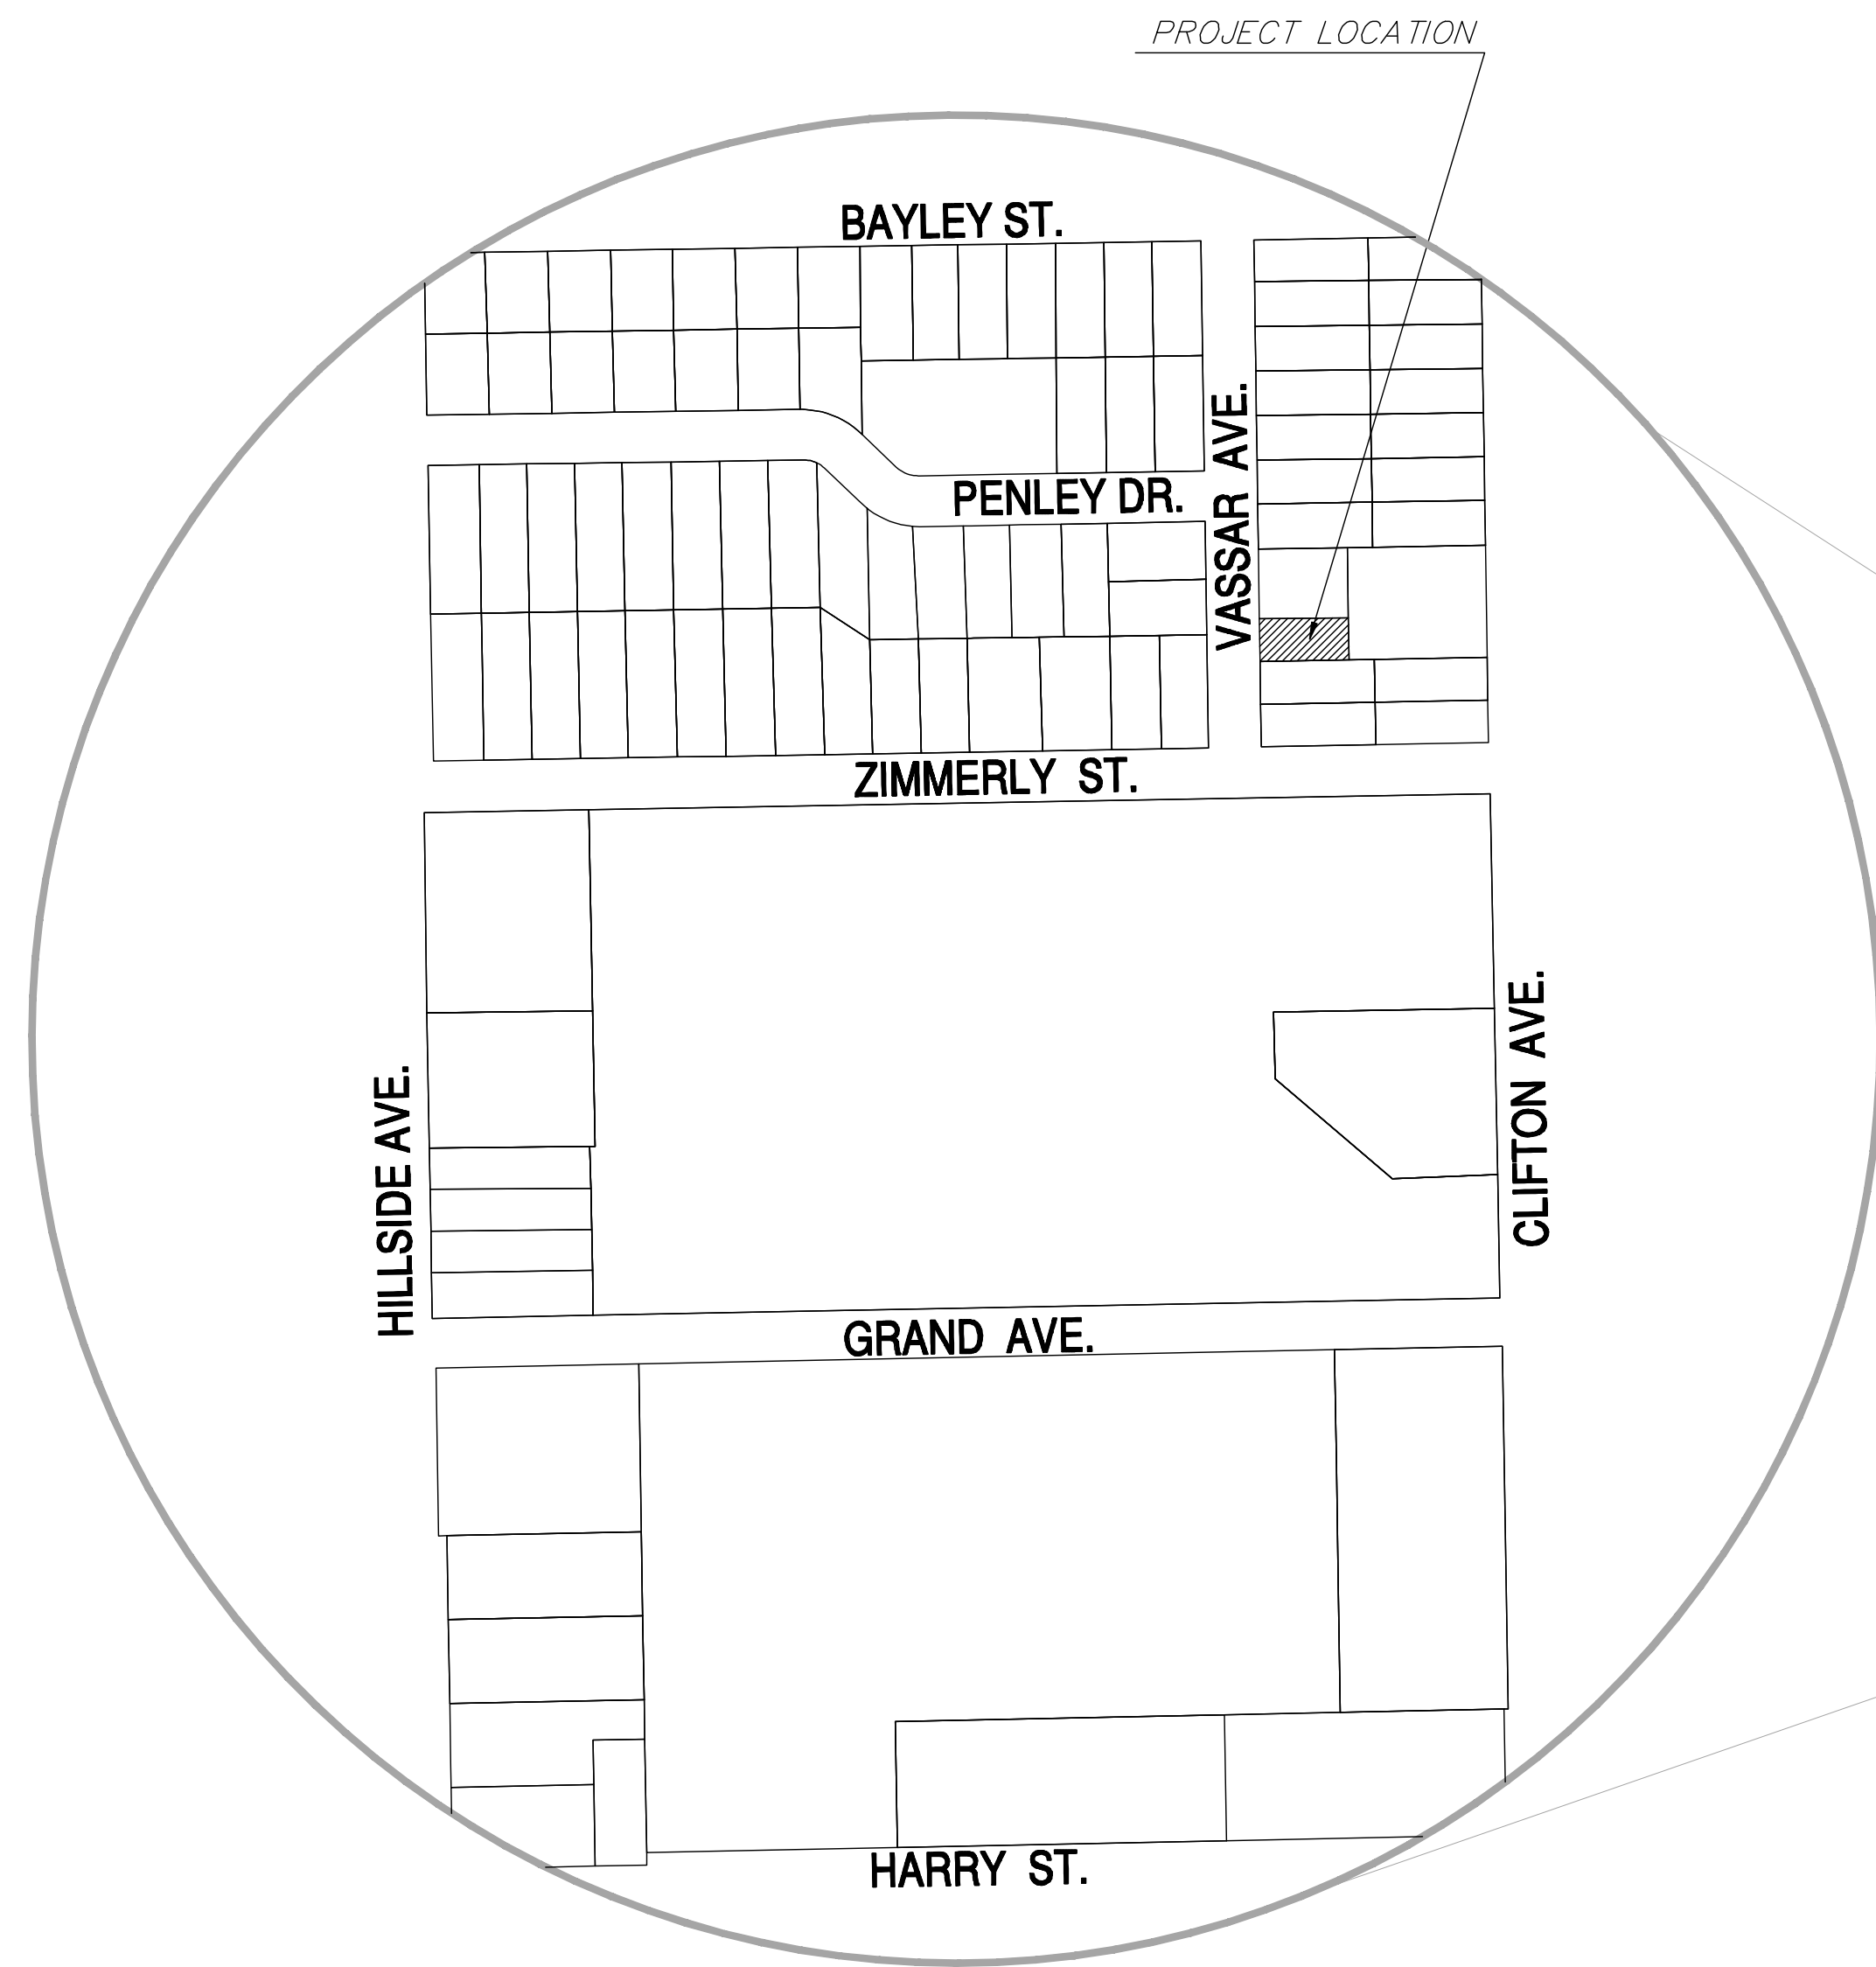 PROJECT LOCATION
BAYLEY ST.
VASSAR AVE.
PENLEY DR.
ZIMMERLY ST.
HILLSIDE AVE.
CLIFTON AVE.
GRAND AVE.
HARRY ST.